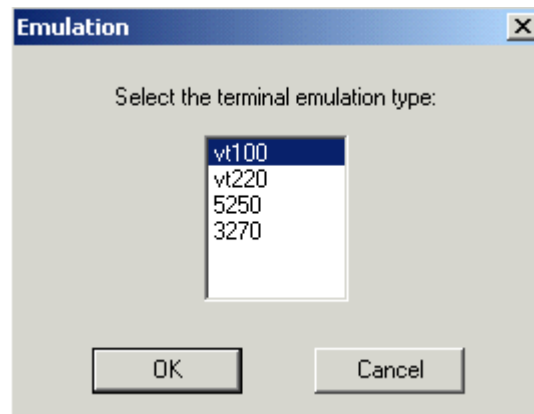 Emulation
Select the terminal emulation type:
vt100
vt220
5250
3270
OK Cancel